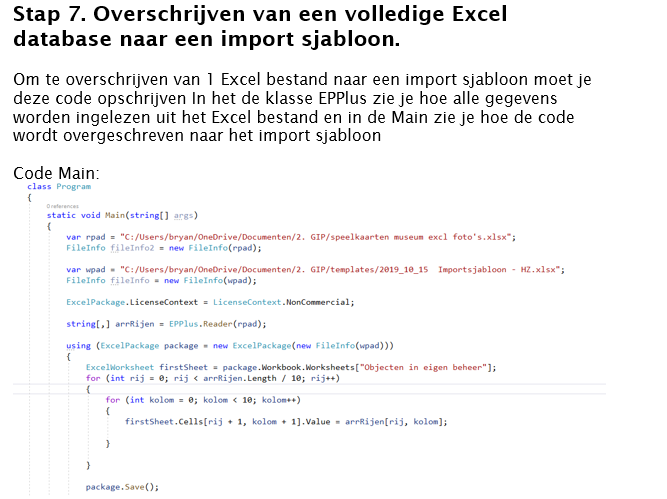 Stap 7. Overschrijven van een volledige Excel
database naar een import sjabloon.
Om te overschrijven van 1 Excel bestand naar een import sjabloon moet je
deze code opschrijven In het de klasse EPPlus zie je hoe alle gegevens
worden ingelezen uit het Excel bestand en in de Main zie je hoe de code
wordt overgeschreven naar het import sjabloon
Code Main:
class Program
{
0 references
static void Main(string[] args)
{
var rpad = "C:/Users/bryan/OneDrive/Documenten/2. GIP/speelkaarten museum excl foto's.xlsx";
FileInfo fileInfo2 = new FileInfo(rpad);
var wpad = "C:/Users/bryan/OneDrive/Documenten/2. GIP/templates/2019_10_15  Importsjabloon - HZ.xlsx";
FileInfo fileInfo = new FileInfo(wpad);
ExcelPackage.LicenseContext = LicenseContext.NonCommercial;
string[,] arrRijen = EPPlus.Reader(rpad);
using (ExcelPackage package = new ExcelPackage(new FileInfo(wpad)))
{
ExcelWorksheet firstSheet = package.Workbook.Worksheets["Objecten in eigen beheer"];
for (int rij = 0; rij < arrRijen.Length / 10; rij++)
{
for (int kolom = 0; kolom < 10; kolom++)
{
firstSheet.Cells[rij + 1, kolom + 1].Value = arrRijen[rij, kolom];
}
}
package.Save();